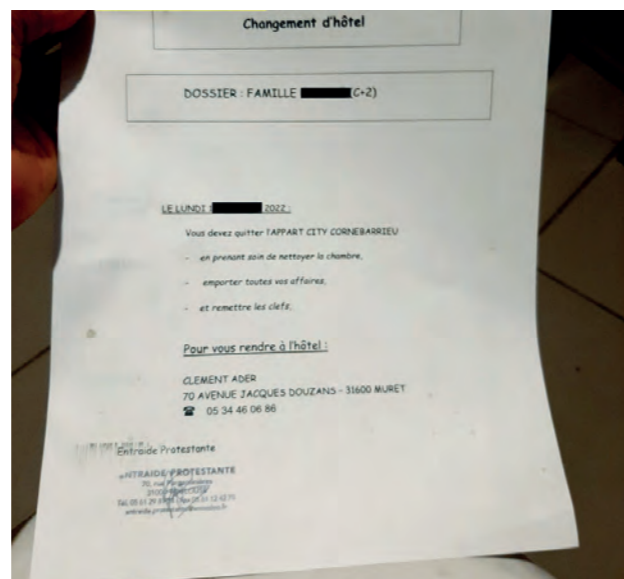 Changement d'hôtel
DOSSIER : FAMILLE (C+2)
LE LUNDI 2022 :
Vous devez quitter l'APPART CITY CORNEBARRIEU
- en prenant soin de nettoyer la chambre,
- emporter toutes vos affaires,
- et remettre les clefs,
Pour vous rendre à l'hôtel :
CLEMENT ADER
70 AVENUE JACQUES DOUZANS - 31600 MURET
☎ 05 34 46 06 86
Entraide Protestante
ENTRAIDE PROTESTANTE
70, rue